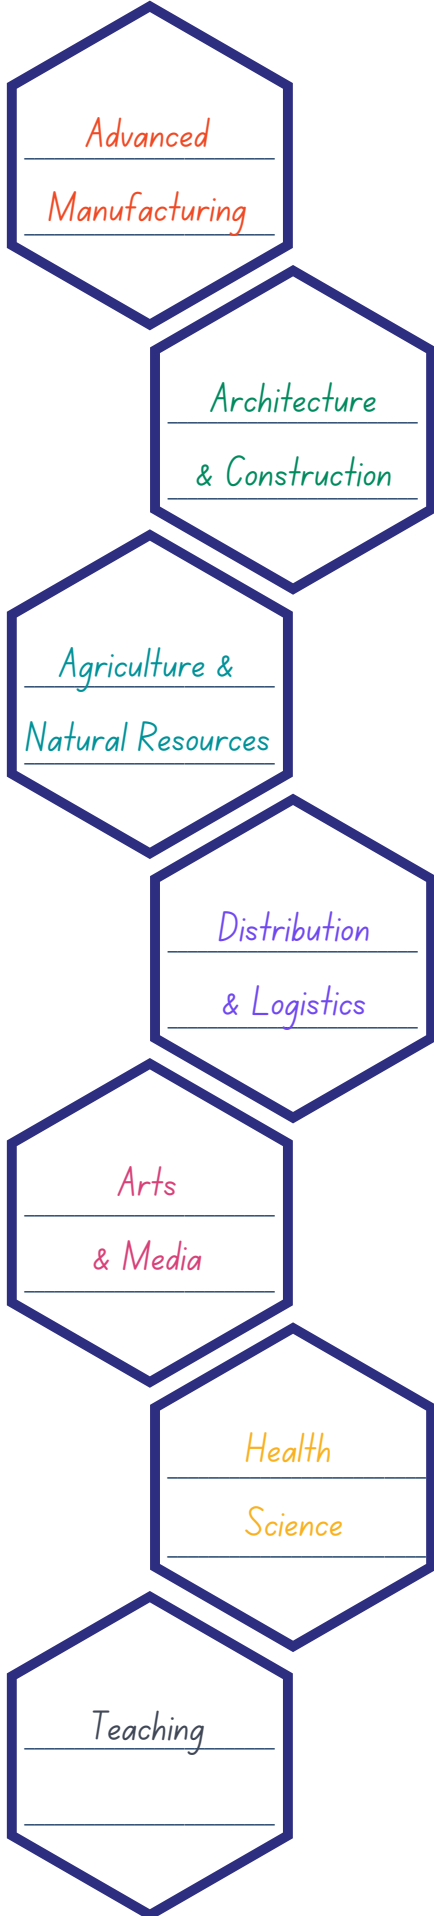 Advanced
Manufacturing
Architecture
& Construction
Agriculture &
Natural Resources
Distribution
& Logistics
Arts
& Media
Health
Science
Teaching